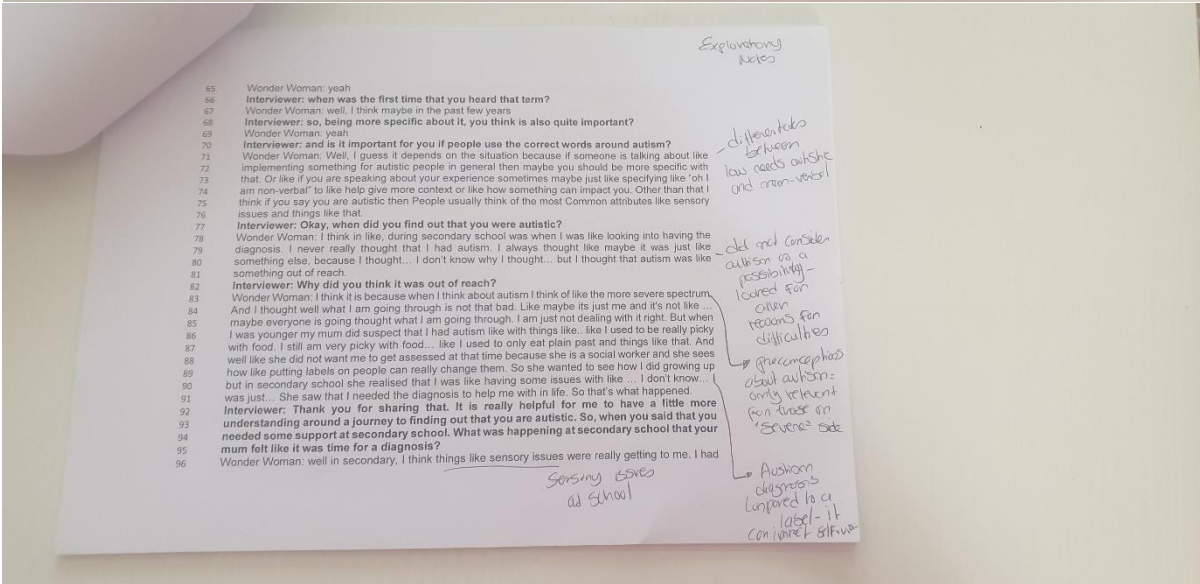 Exploratory
Notes
65 Wonder Woman: yeah
66 Interviewer: when was the first time that you heard that term?
67 Wonder Woman: well, I think maybe in the past few years
68 Interviewer: so, being more specific about it, you think is also quite important?
69 Wonder Woman: yeah
70 Interviewer: and is it important for you if people use the correct words around autism?
71 Wonder Woman: Well, I guess it depends on the situation because if someone is talking about like
72 implementing something for autistic people in general then maybe you should be more specific with
73 that. Or like if you are speaking about your experience sometimes maybe just like specifying like "oh I
74 am non-verbal" to like help give more context or like how something can impact you. Other than that I
75 think if you say you are autistic then People usually think of the most Common attributes like sensory
76 issues and things like that.
77 Interviewer: Okay, when did you find out that you were autistic?
78 Wonder Woman: I think in like, during secondary school was when I was like looking into having the
79 diagnosis. I never really thought that I had autism. I always thought like maybe it was just like
80 something else, because I thought... I don't know why I thought... but I thought that autism was like
81 something out of reach.
82 Interviewer: Why did you think it was out of reach?
83 Wonder Woman: I think it is because when I think about autism I think of like the more severe spectrum.
84 And I thought well what I am going through is not that bad. Like maybe its just me and it's not like ...
85 maybe everyone is going thought what I am going through. I am just not dealing with it right. But when
86 I was younger my mum did suspect that I had autism like with things like.. like I used to be really picky
87 with food. I still am very picky with food... like I used to only eat plain past and things like that. And
88 well like she did not want me to get assessed at that time because she is a social worker and she sees
89 how like putting labels on people can really change them. So she wanted to see how I did growing up
90 but in secondary school she realised that I was like having some issues with like ... I don't know... I
91 was just... She saw that I needed the diagnosis to help me with in life. So that's what happened.
92 Interviewer: Thank you for sharing that. It is really helpful for me to have a little more
93 understanding around a journey to finding out that you are autistic. So, when you said that you
94 needed some support at secondary school. What was happening at secondary school that your
95 mum felt like it was time for a diagnosis?
96 Wonder Woman: well in secondary, I think things like sensory issues were really getting to me. I had
- differentiates
between
low needs autistic
and non-verbal
- did not consider
autism as a
possibility -
looked for
other
reasons for
difficulties
preconceptions
about autism =
only relevant
for those on
"severe" side
Autism
diagnosis
compared to a
label - it
can impact
Sensory issues
at school